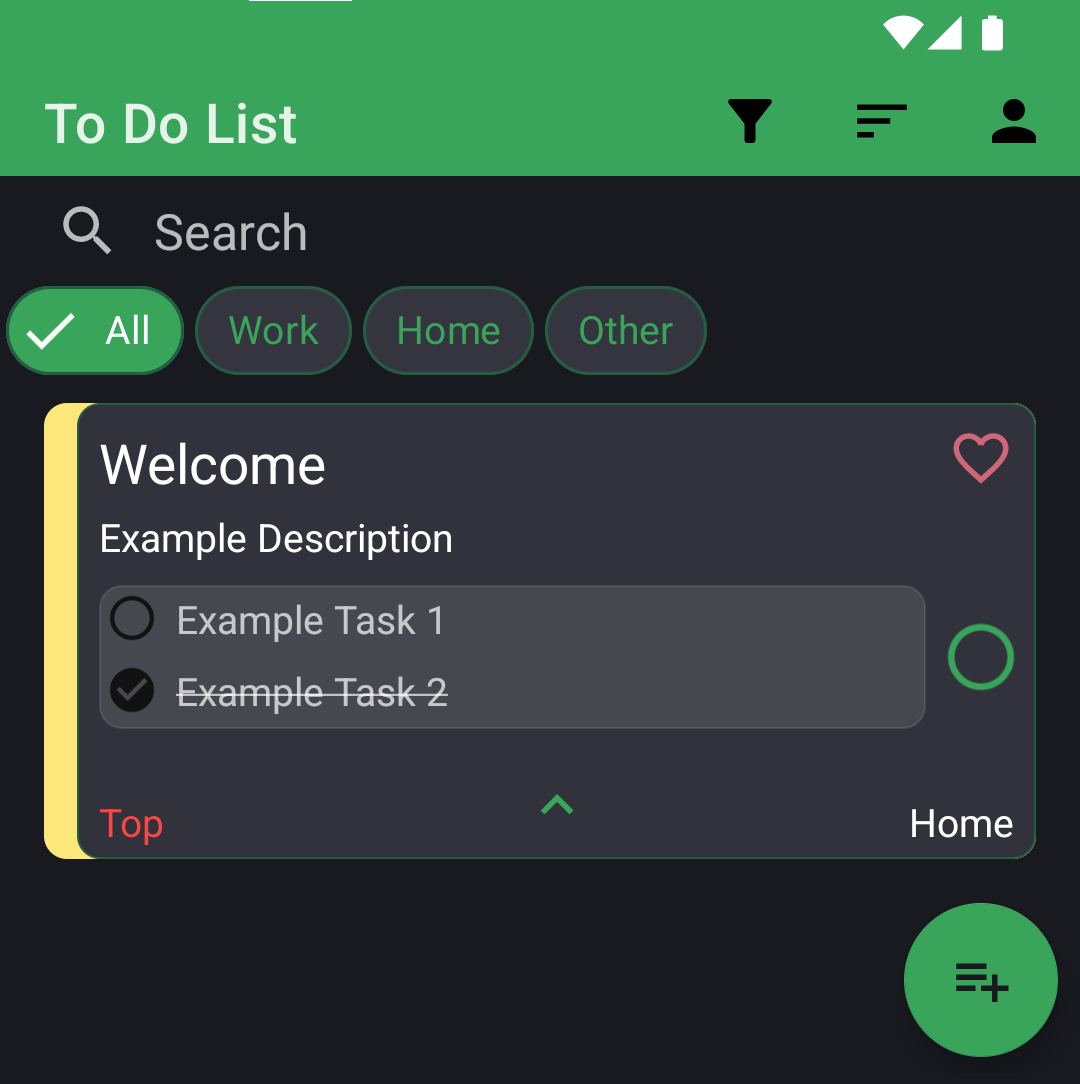 To Do List
Search
All Work Home Other
Welcome
Example Description
Example Task 1
Example Task 2
Top Home